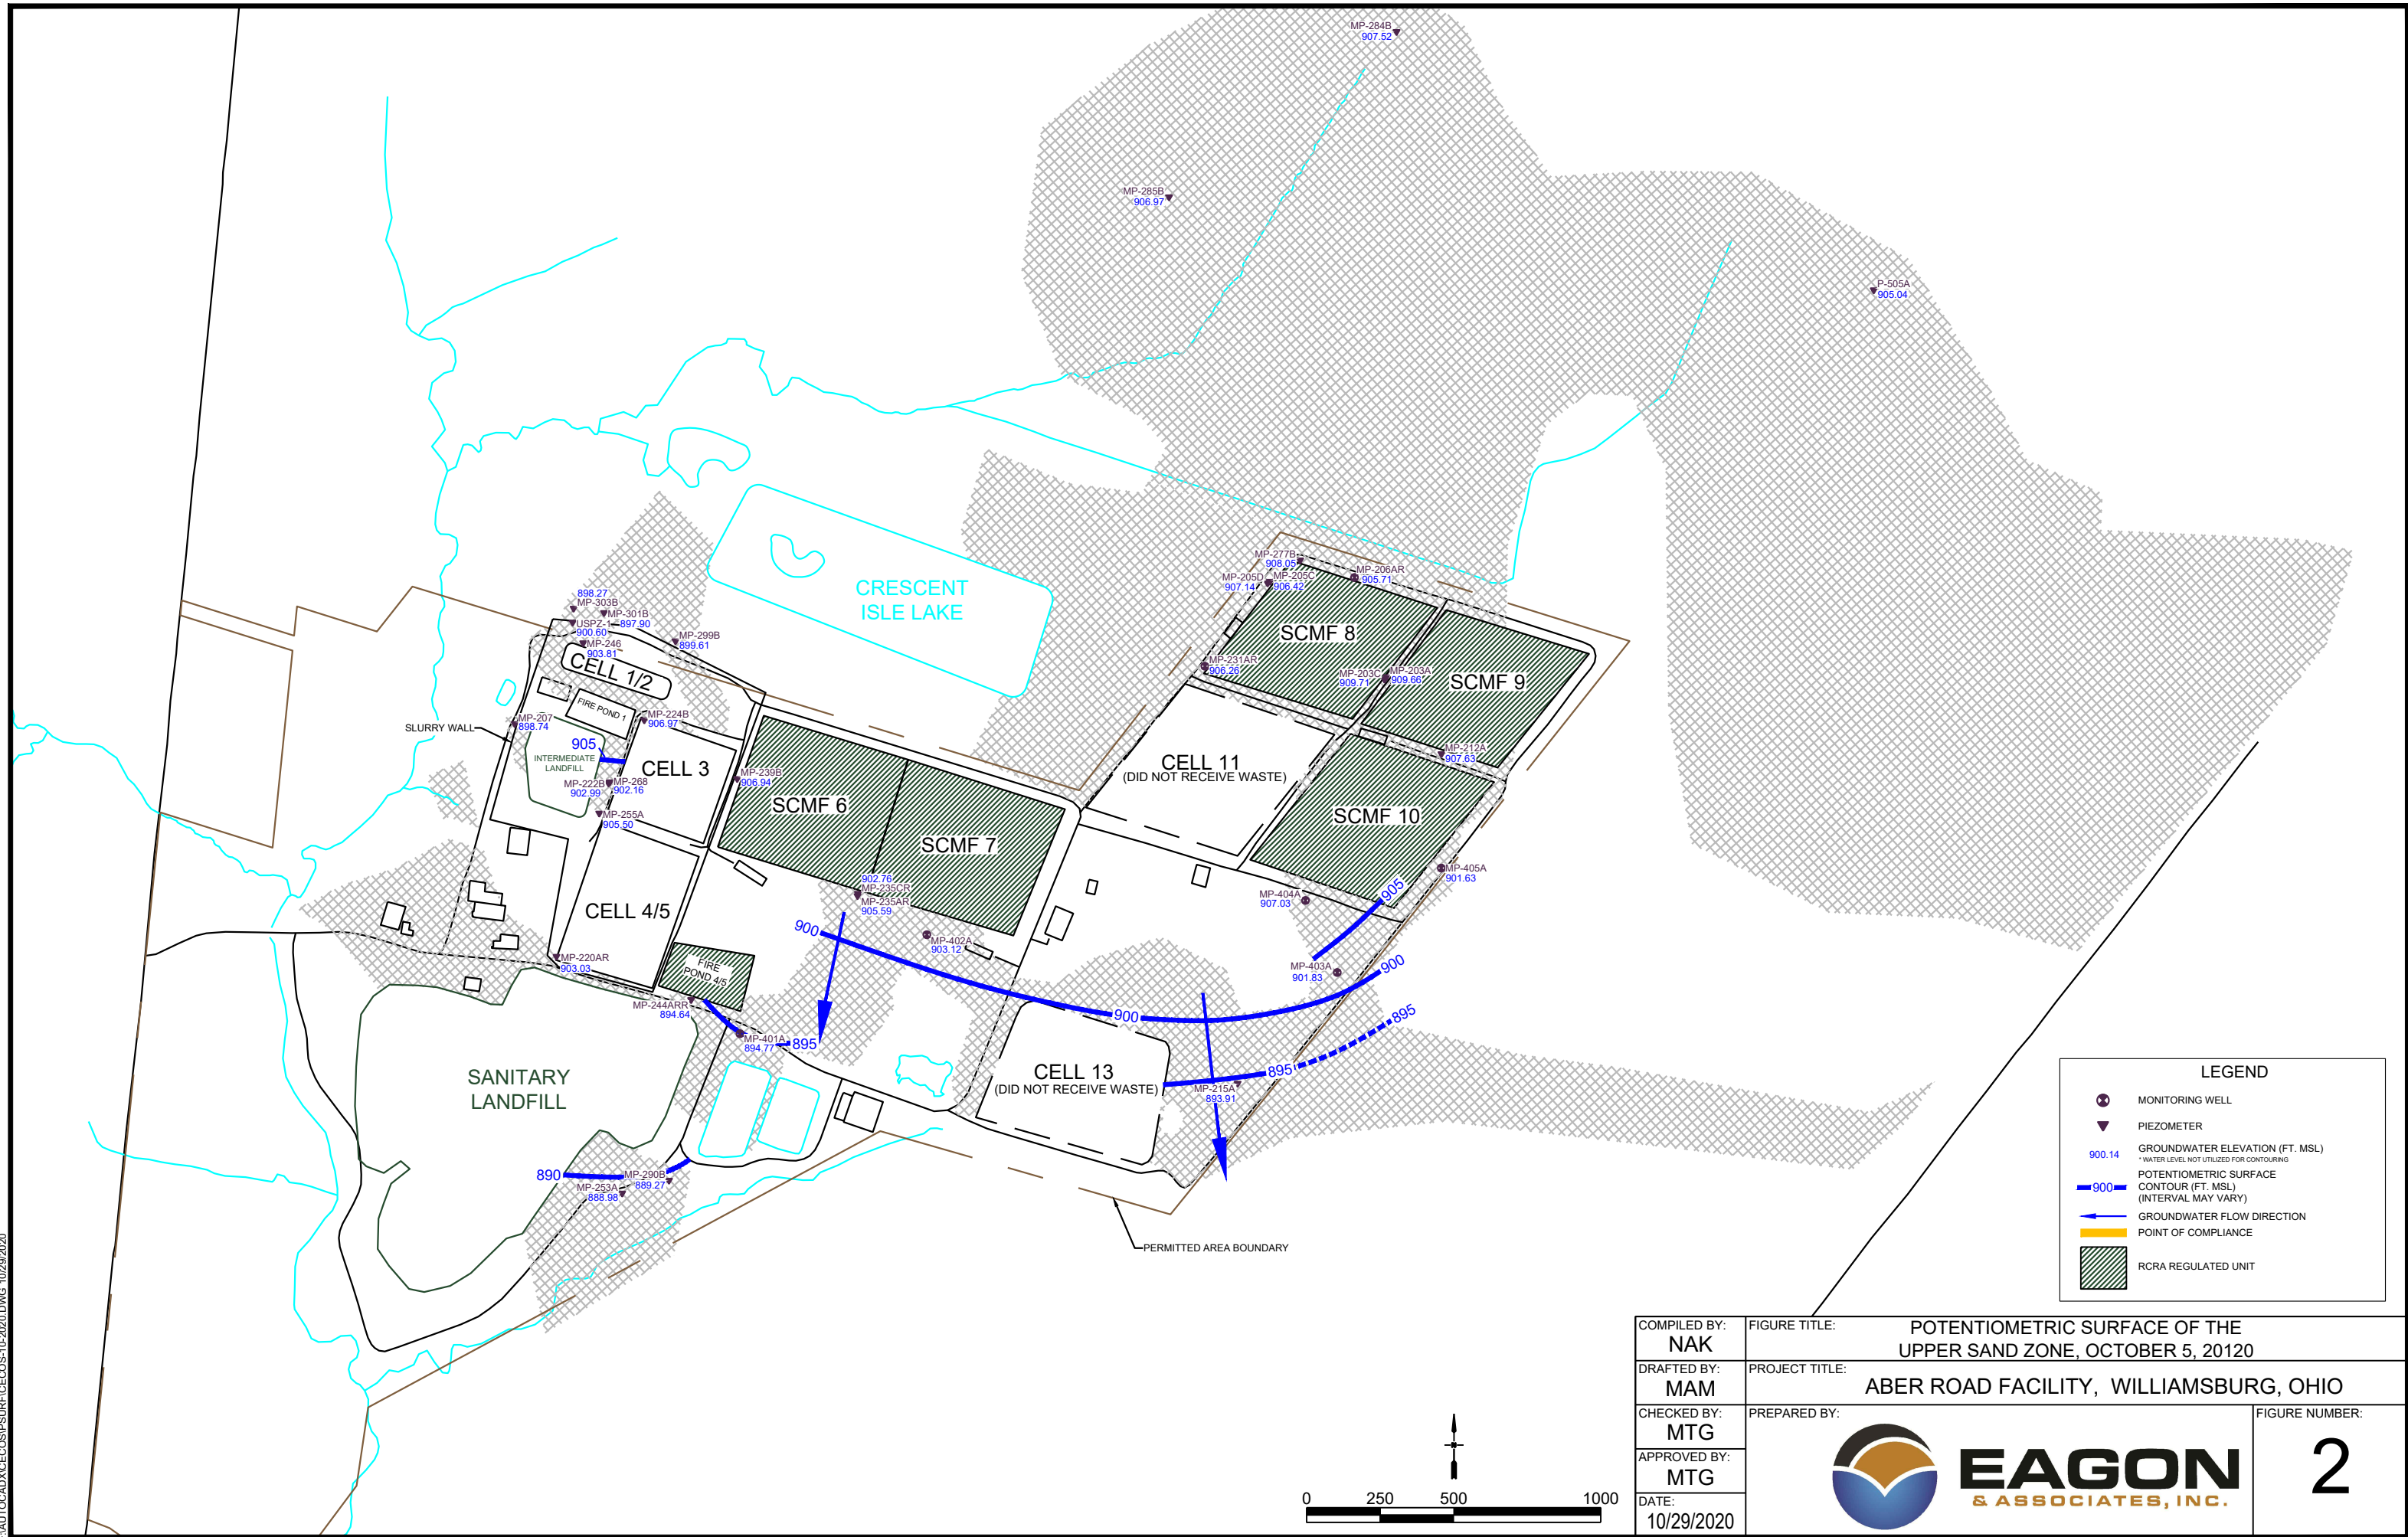 MP-284B
907.52
MP-285B
906.97
P-505A
905.04
CRESCENT
ISLE LAKE
MP-277B
908.05
MP-205D
907.14
MP-205C
906.42
MP-206AR
905.71
SCMF 8
MP-231AR
906.26
MP-203C
909.71
MP-203A
909.66
SCMF 9
898.27
MP-303B
MP-301B
897.90
USPZ-1
900.60
MP-246
903.81
MP-299B
899.61
CELL 1/2
FIRE POND 1
MP-207
898.74
SLURRY WALL
MP-224B
906.97
905
INTERMEDIATE
LANDFILL
CELL 3
MP-222B
902.99
MP-268
902.16
MP-255A
905.50
MP-239B
906.94
SCMF 6
SCMF 7
CELL 11
(DID NOT RECEIVE WASTE)
MP-212A
907.63
SCMF 10
MP-405A
901.63
902.76
MP-235CR
MP-235AR
905.59
MP-404A
907.03
905
CELL 4/5
900
MP-402A
903.12
MP-220AR
903.03
FIRE
POND 4/5
MP-403A
901.83
900
MP-244ARR
894.64
MP-401A
894.77
895
900
895
CELL 13
(DID NOT RECEIVE WASTE)
895
MP-215A
893.91
SANITARY
LANDFILL
890
MP-290B
889.27
MP-253A
888.98
PERMITTED AREA BOUNDARY
LEGEND
MONITORING WELL
PIEZOMETER
900.14
GROUNDWATER ELEVATION (FT. MSL)
* WATER LEVEL NOT UTILIZED FOR CONTOURING
900
POTENTIOMETRIC SURFACE
CONTOUR (FT. MSL)
(INTERVAL MAY VARY)
GROUNDWATER FLOW DIRECTION
POINT OF COMPLIANCE
RCRA REGULATED UNIT
0 250 500 1000
COMPILED BY:
NAK
FIGURE TITLE:
POTENTIOMETRIC SURFACE OF THE
UPPER SAND ZONE, OCTOBER 5, 20120
DRAFTED BY:
MAM
PROJECT TITLE:
ABER ROAD FACILITY, WILLIAMSBURG, OHIO
CHECKED BY:
MTG
APPROVED BY:
MTG
DATE:
10/29/2020
PREPARED BY:
EAGON
& ASSOCIATES, INC.
FIGURE NUMBER:
2